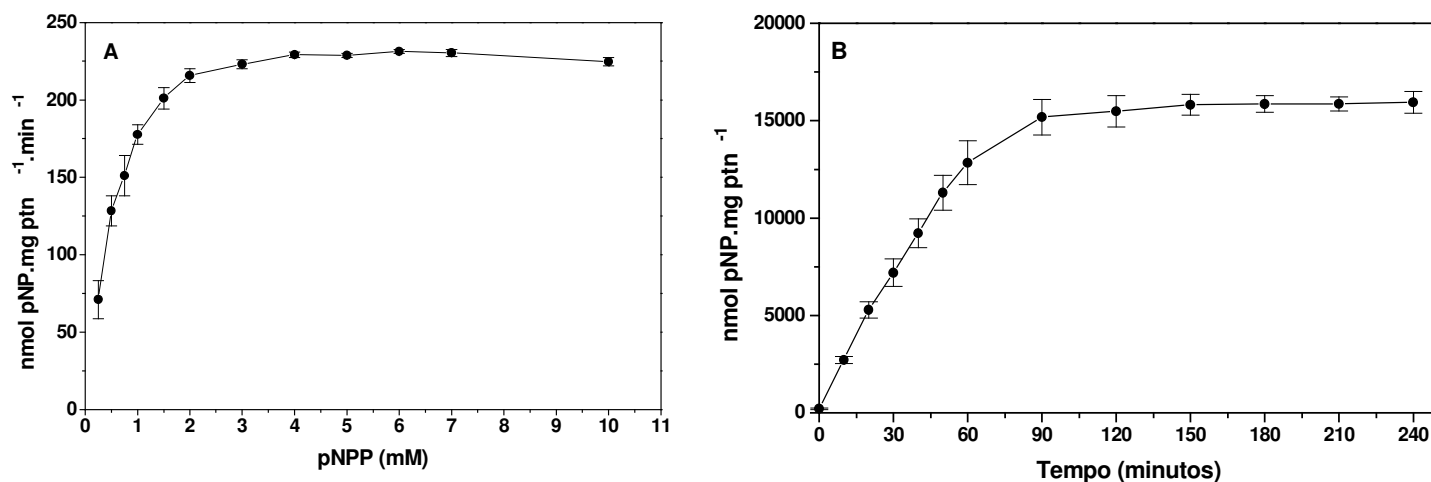 A
nmol pNP.mg ptn -1.min -1
250
200
150
100
50
0
0 1 2 3 4 5 6 7 8 9 10 11
pNPP (mM)
B
nmol pNP.mg ptn -1
20000
15000
10000
5000
0
0 30 60 90 120 150 180 210 240
Tempo (minutos)